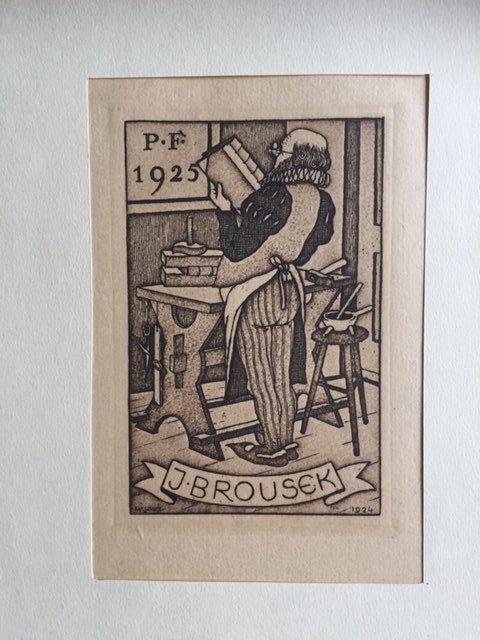 P. F.
1925
J. BROUSEK
1924